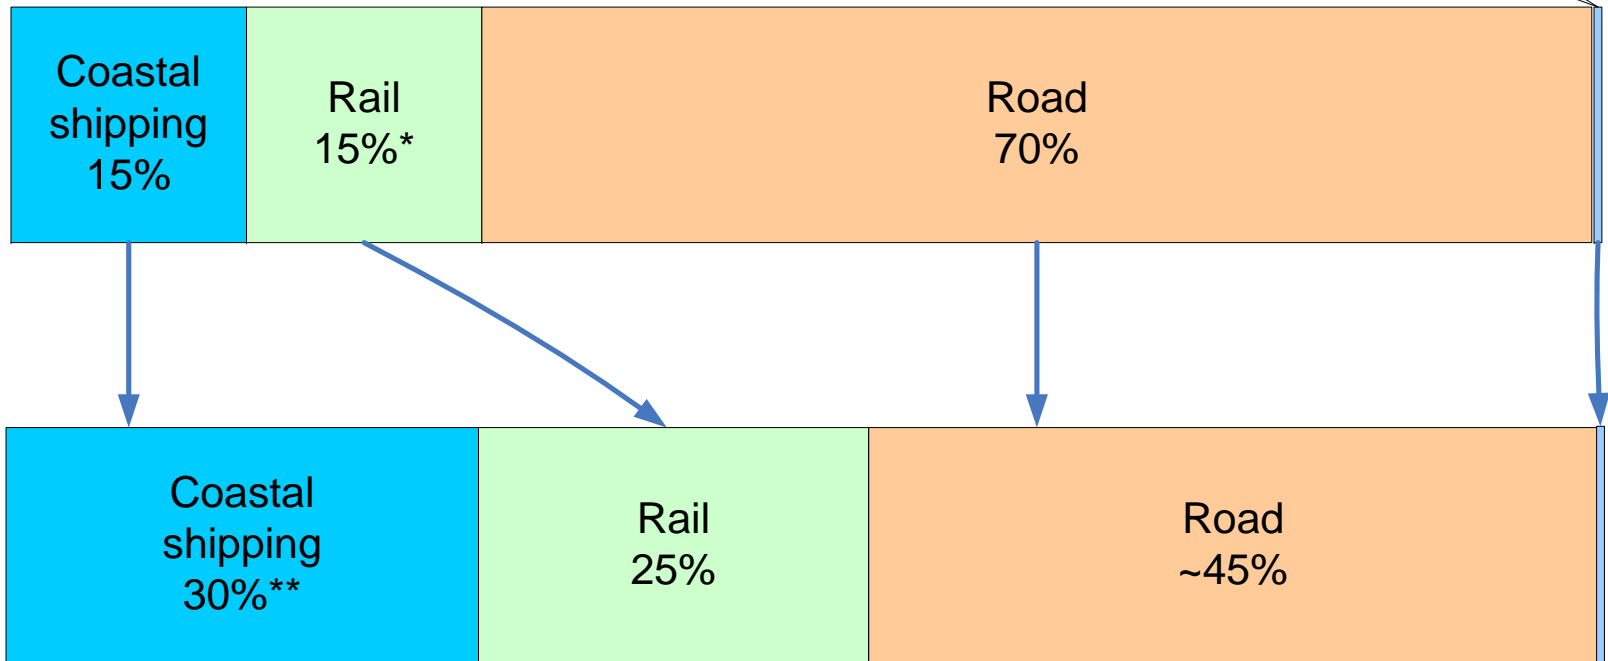 Coastal
shipping
15%
Rail
15%*
Road
70%
Coastal
shipping
30%**
Rail
25%
Road
~45%